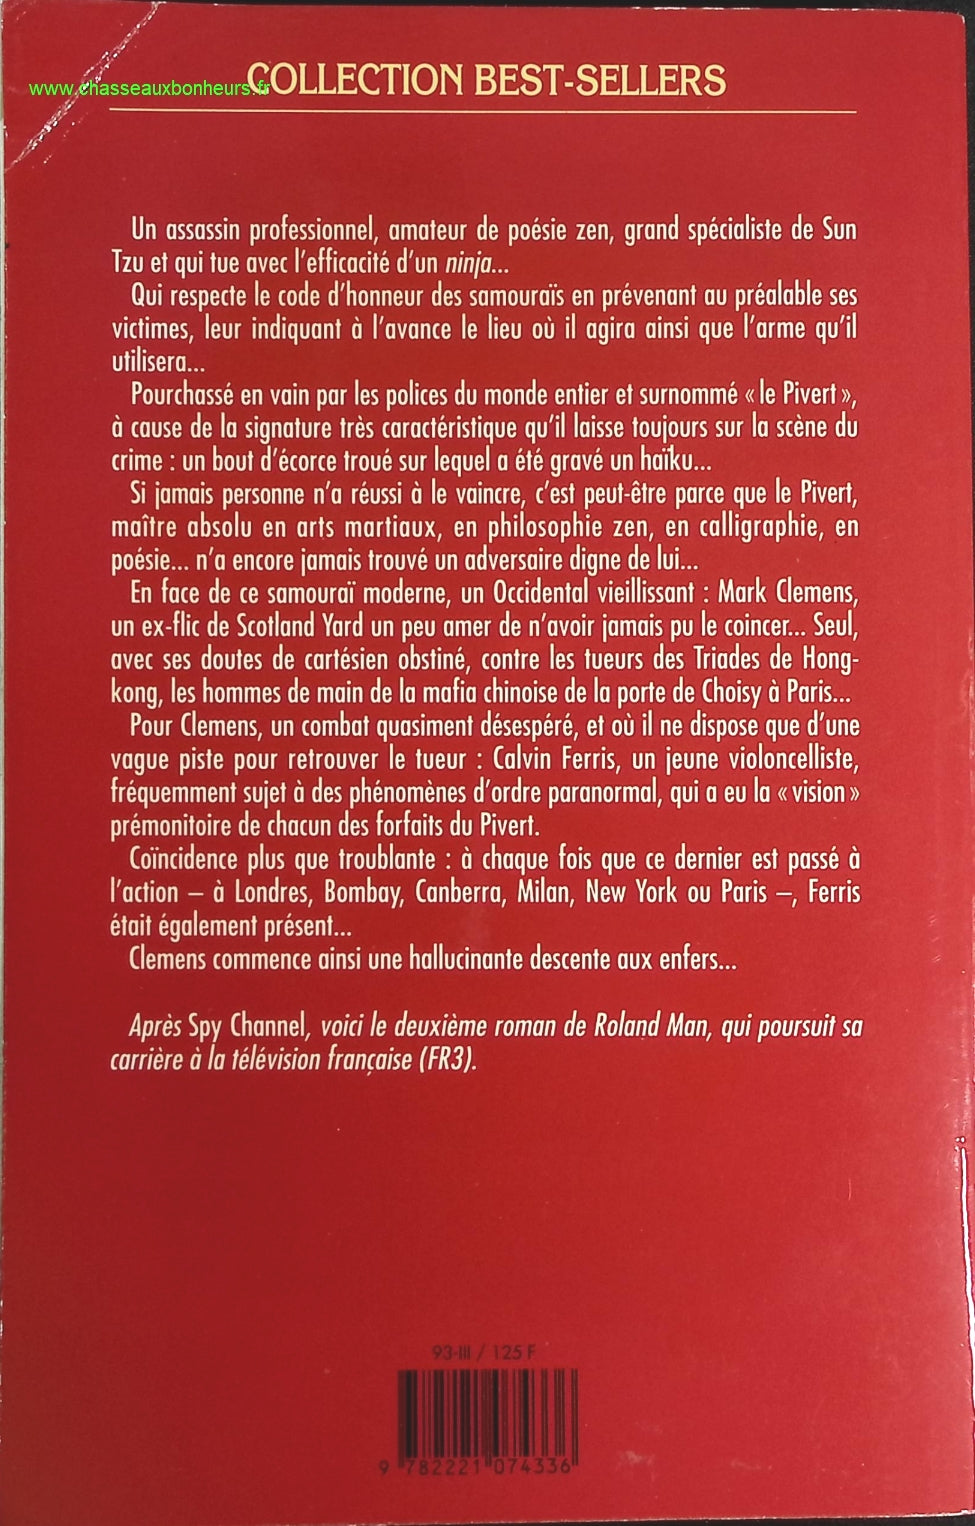 COLLECTION BEST-SELLERS
www.chasseauxbonheurs.fr
Un assassin professionnel, amateur de poésie zen, grand spécialiste de Sun
Tzu et qui tue avec l'efficacité d'un ninja...
Qui respecte le code d'honneur des samouraïs en prévenant au préalable ses
victimes, leur indiquant à l'avance le lieu où il agira ainsi que l'arme qu'il
utilisera...
Pourchassé en vain par les polices du monde entier et surnommé « le Pivert »,
à cause de la signature très caractéristique qu'il laisse toujours sur la scène du
crime : un bout d'écorce troué sur lequel a été gravé un haïku...
Si jamais personne n'a réussi à le vaincre, c'est peut-être parce que le Pivert,
maître absolu en arts martiaux, en philosophie zen, en calligraphie, en
poésie... n'a encore jamais trouvé un adversaire digne de lui...
En face de ce samouraï moderne, un Occidental vieillissant : Mark Clemens,
un ex-flic de Scotland Yard un peu amer de n'avoir jamais pu le coincer... Seul,
avec ses doutes de cartésien obstiné, contre les tueurs des Triades de Hong-
kong, les hommes de main de la mafia chinoise de la porte de Choisy à Paris...
Pour Clemens, un combat quasiment désespéré, et où il ne dispose que d'une
vague piste pour retrouver le tueur : Calvin Ferris, un jeune violoncelliste,
fréquemment sujet à des phénomènes d'ordre paranormal, qui a eu la « vision »
prémonitoire de chacun des forfaits du Pivert.
Coïncidence plus que troublante : à chaque fois que ce dernier est passé à
l'action – à Londres, Bombay, Canberra, Milan, New York ou Paris –, Ferris
était également présent...
Clemens commence ainsi une hallucinante descente aux enfers...
Après Spy Channel, voici le deuxième roman de Roland Man, qui poursuit sa
carrière à la télévision française (FR3).
93-III / 125 F
9 782221 074336